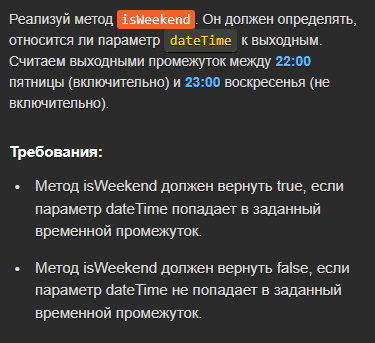 Реализуй метод isWeekend. Он должен определять,
относится ли параметр dateTime к выходным.
Считаем выходными промежуток между 22:00
пятницы (включительно) и 23:00 воскресенья (не
включительно).
Требования:
• Метод isWeekend должен вернуть true, если
параметр dateTime попадает в заданный
временной промежуток.
• Метод isWeekend должен вернуть false, если
параметр dateTime не попадает в заданный
временной промежуток.